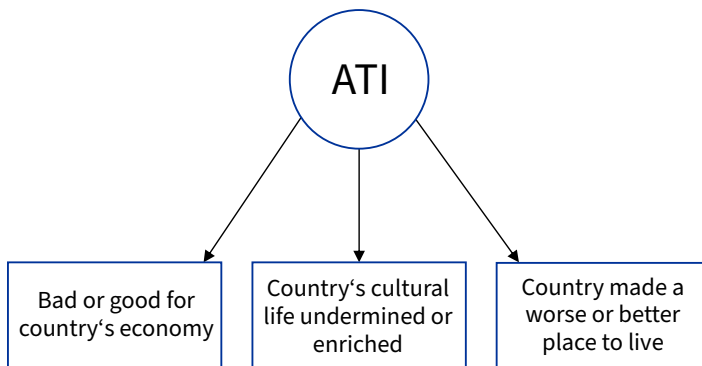 ATI
Bad or good for
country‘s economy
Country‘s cultural
life undermined or
enriched
Country made a
worse or better
place to live